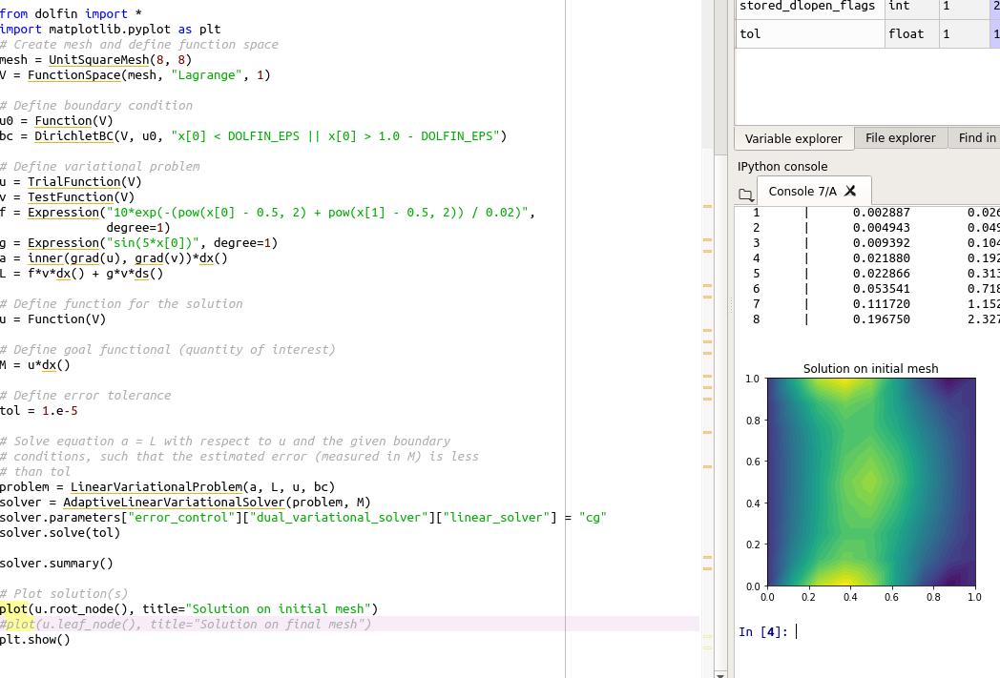 from dolfin import *
import matplotlib.pyplot as plt
# Create mesh and define function space
mesh = UnitSquareMesh(8, 8)
V = FunctionSpace(mesh, "Lagrange", 1)
# Define boundary condition
u0 = Function(V)
bc = DirichletBC(V, u0, "x[0] < DOLFIN_EPS || x[0] > 1.0 - DOLFIN_EPS")
# Define variational problem
u = TrialFunction(V)
v = TestFunction(V)
f = Expression("10*exp(-(pow(x[0] - 0.5, 2) + pow(x[1] - 0.5, 2)) / 0.02)",
degree=1)
g = Expression("sin(5*x[0])", degree=1)
a = inner(grad(u), grad(v))*dx()
L = f*v*dx() + g*v*ds()
# Define function for the solution
u = Function(V)
# Define goal functional (quantity of interest)
M = u*dx()
# Define error tolerance
tol = 1.e-5
# Solve equation a = L with respect to u and the given boundary
# conditions, such that the estimated error (measured in M) is less
# than tol
problem = LinearVariationalProblem(a, L, u, bc)
solver = AdaptiveLinearVariationalSolver(problem, M)
solver.parameters["error_control"]["dual_variational_solver"]["linear_solver"] = "cg"
solver.solve(tol)
solver.summary()
# Plot solution(s)
plot(u.root_node(), title="Solution on initial mesh")
#plot(u.leaf_node(), title="Solution on final mesh")
plt.show()
stored_dlopen_flags int 1 2
tol float 1 1
Variable explorer File explorer Find in
IPython console
Console 7/A
1 | 0.002887 0.026
2 | 0.004943 0.049
3 | 0.009392 0.104
4 | 0.021880 0.192
5 | 0.022866 0.313
6 | 0.053541 0.718
7 | 0.111720 1.152
8 | 0.196750 2.327
Solution on initial mesh
1.0
0.8
0.6
0.4
0.2
0.0
0.0 0.2 0.4 0.6 0.8 1.0
In [4]: